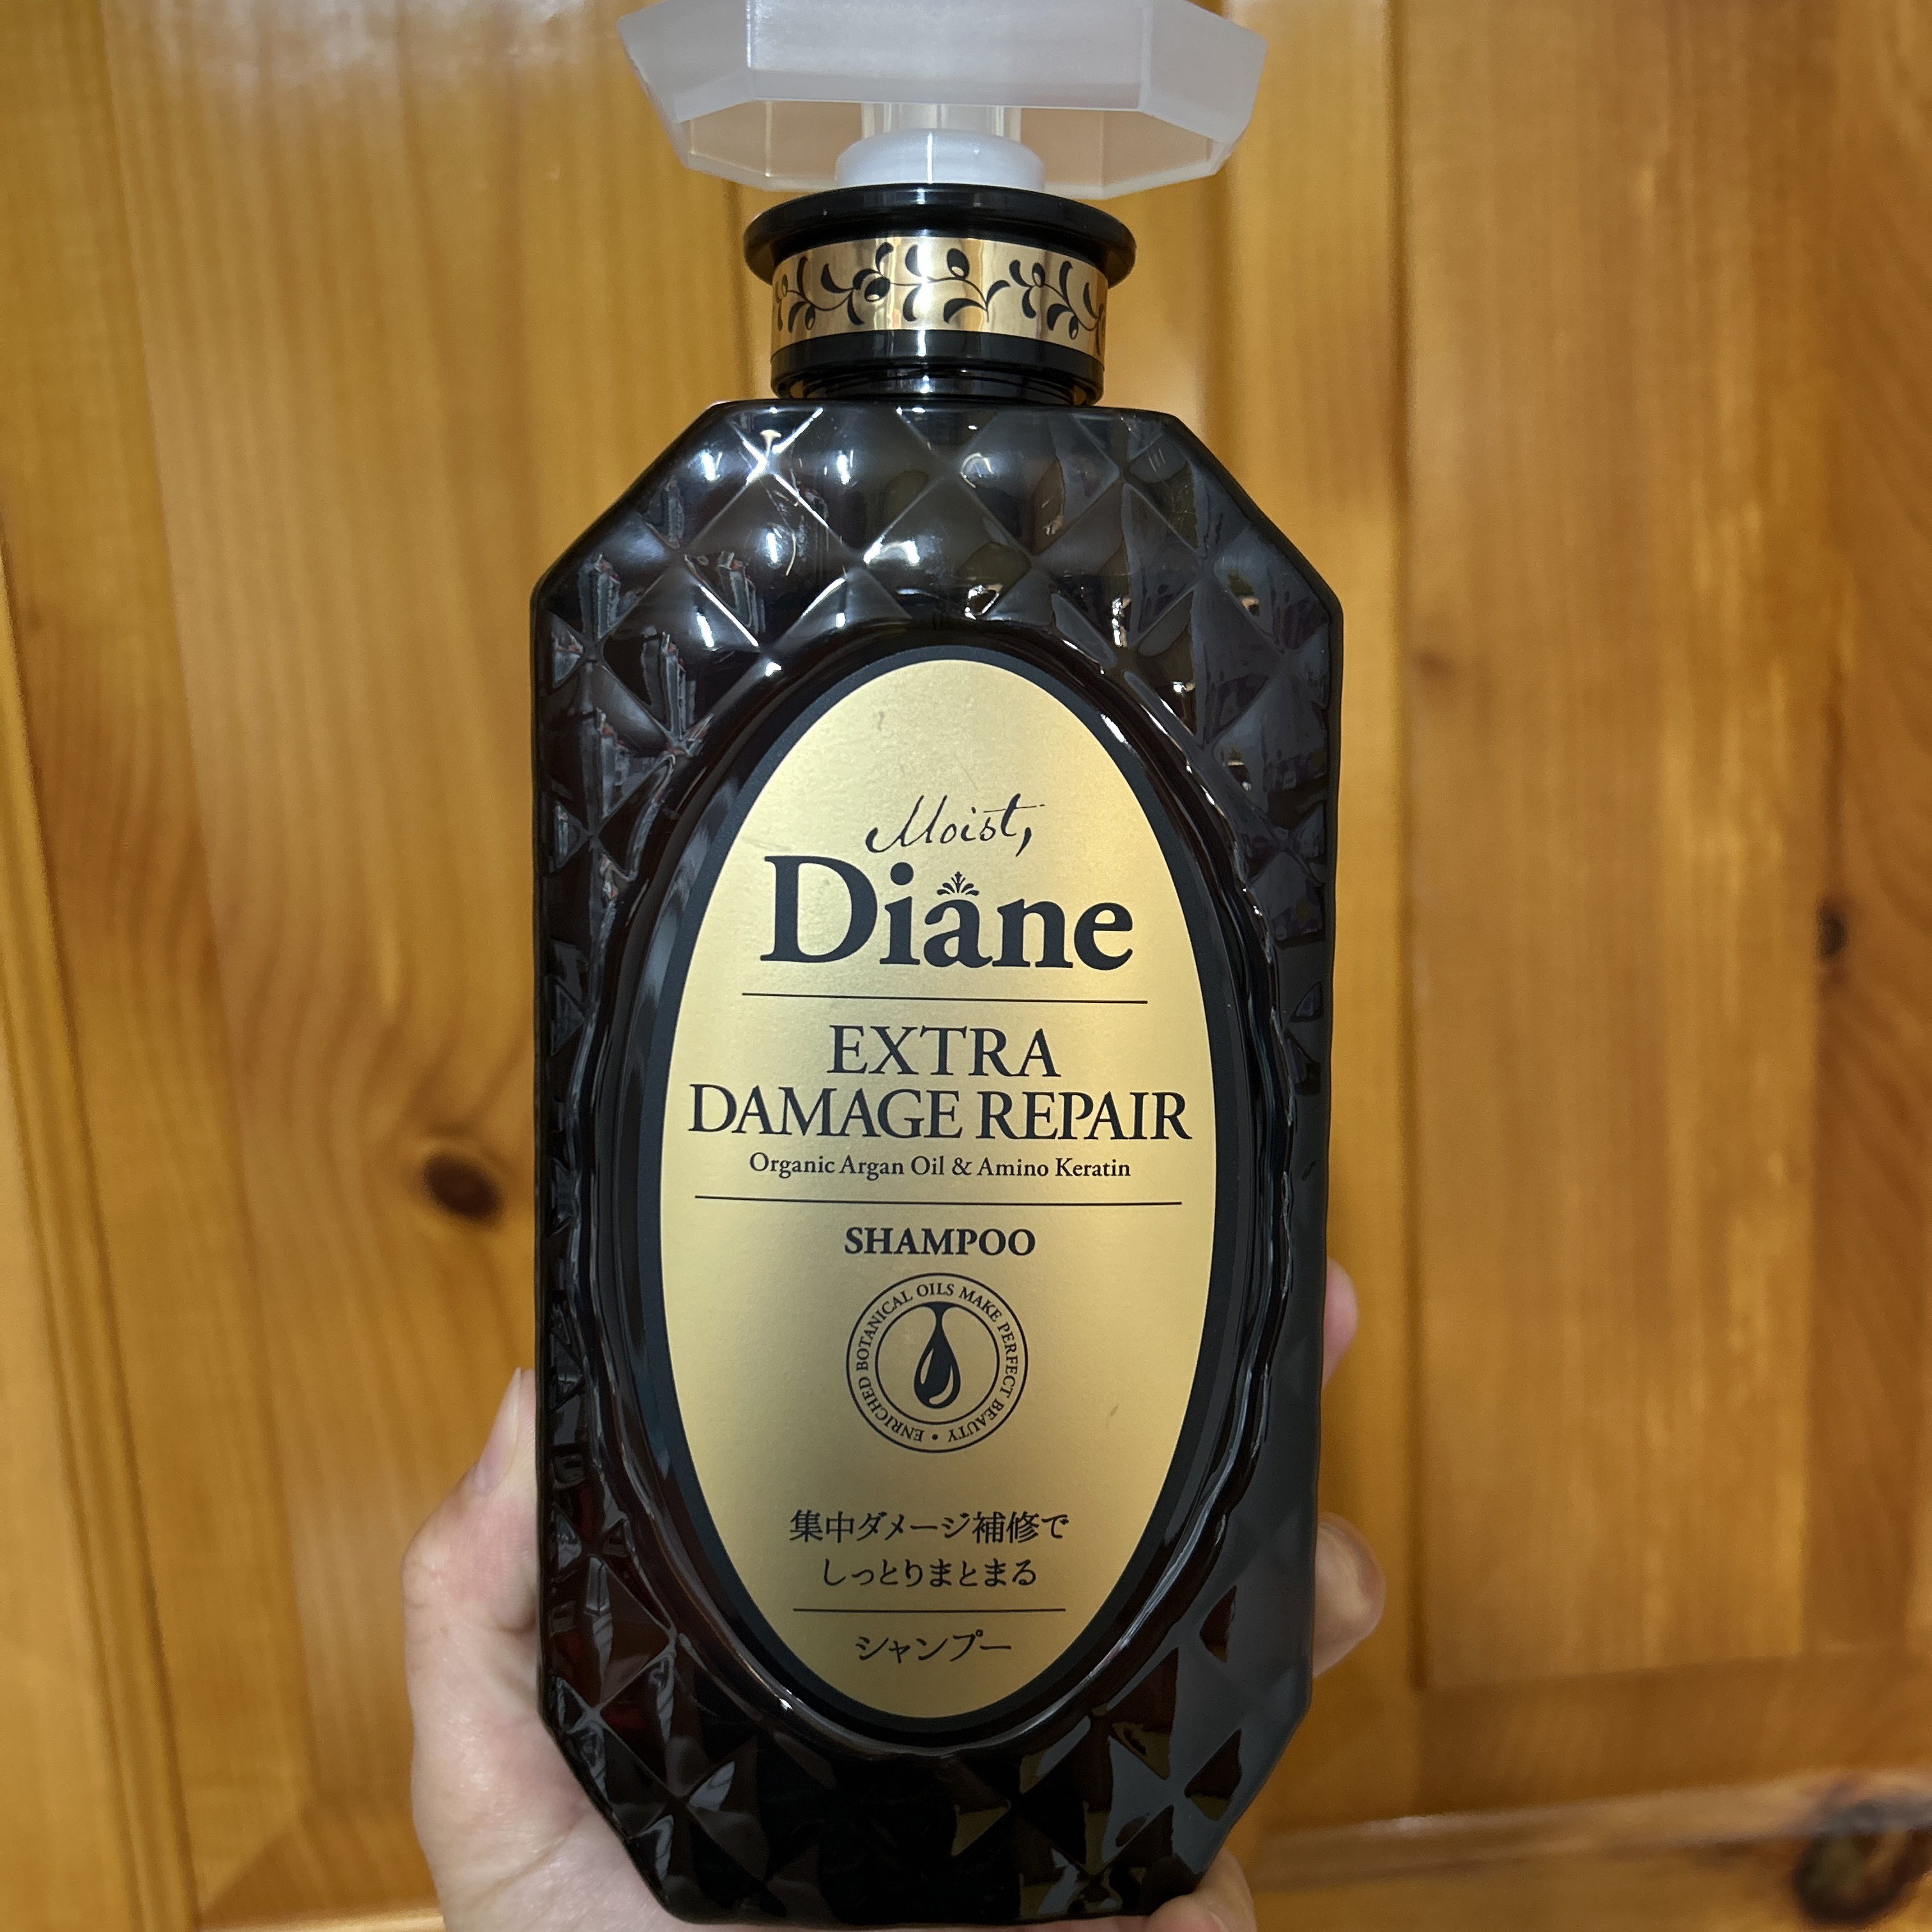 Moist,
Diane
EXTRA
DAMAGE REPAIR
Organic Argan Oil & Amino Keratin
SHAMPOO
ENRICHED BOTANICAL OILS MAKE PERFECT BEAUTY •
集中ダメージ補修で
しっとりまとまる
シャンプー